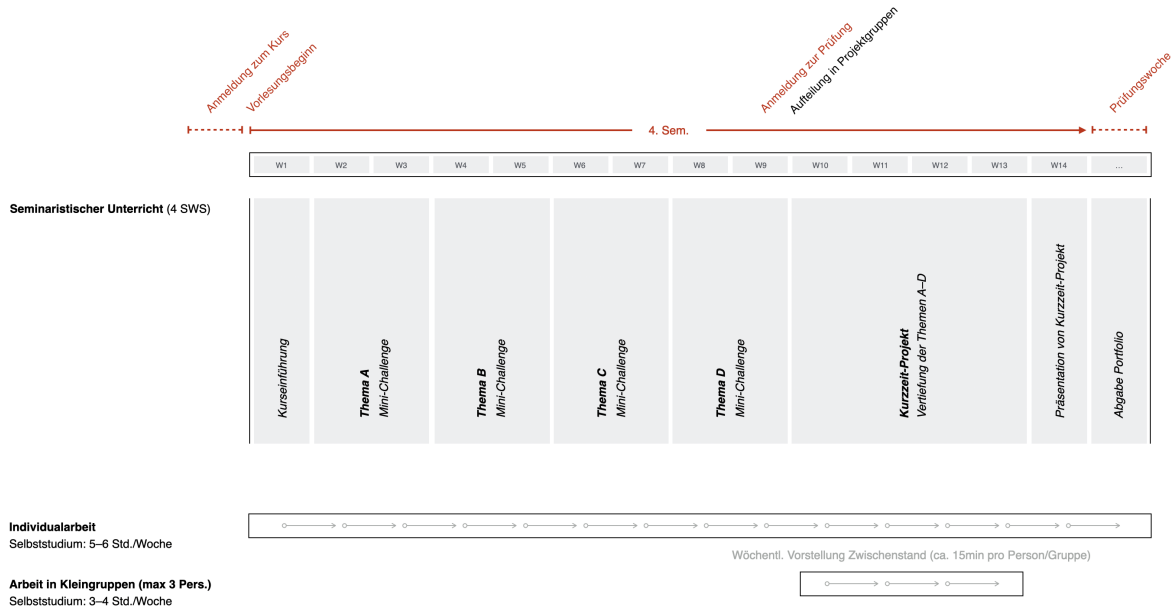 Anmeldung zum Kurs
Vorlesungsbeginn
Anmeldung zur Prüfung
Aufteilung in Projektgruppen
Prüfungswoche
4. Sem.
W1 W2 W3 W4 W5 W6 W7 W8 W9 W10 W11 W12 W13 W14 ...
Seminaristischer Unterricht (4 SWS)
Kurseinführung
Thema A
Mini-Challenge
Thema B
Mini-Challenge
Thema C
Mini-Challenge
Thema D
Mini-Challenge
Kurzzeit-Projekt
Vertiefung der Themen A–D
Präsentation von Kurzzeit-Projekt
Abgabe Portfolio
Individualarbeit
Selbststudium: 5–6 Std./Woche
Wöchentl. Vorstellung Zwischenstand (ca. 15min pro Person/Gruppe)
Arbeit in Kleingruppen (max 3 Pers.)
Selbststudium: 3–4 Std./Woche